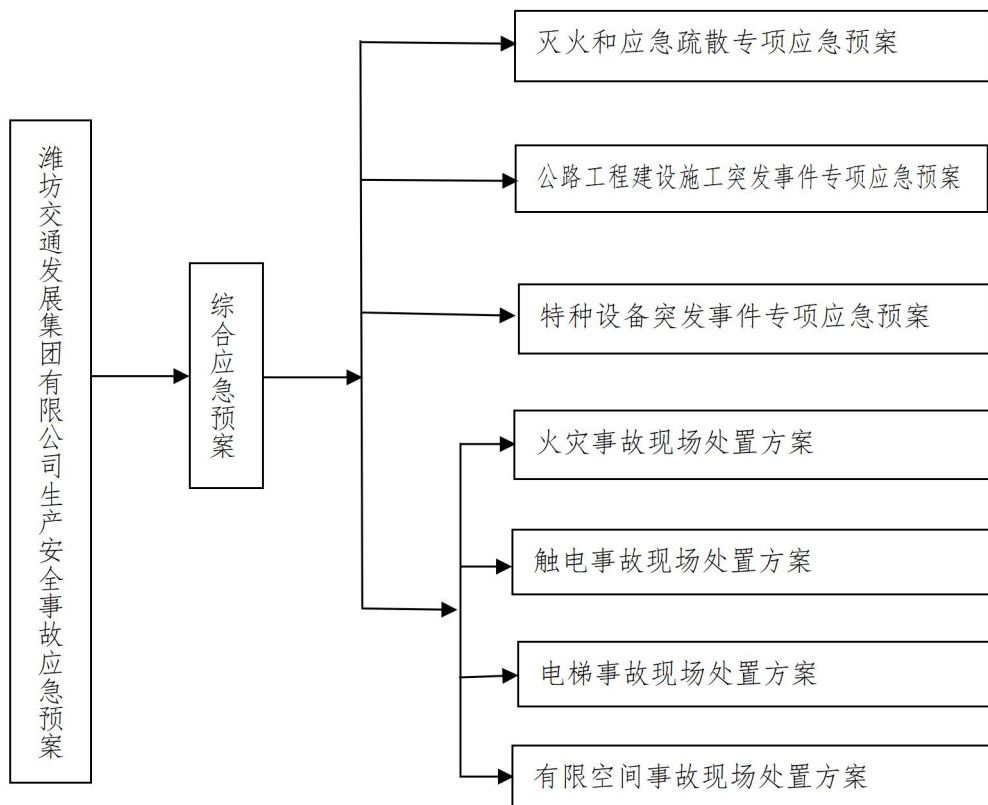 潍坊交通发展集团有限公司生产安全事故应急预案
综合应急预案
灭火和应急疏散专项应急预案
公路工程建设施工突发事件专项应急预案
特种设备突发事件专项应急预案
火灾事故现场处置方案
触电事故现场处置方案
电梯事故现场处置方案
有限空间事故现场处置方案